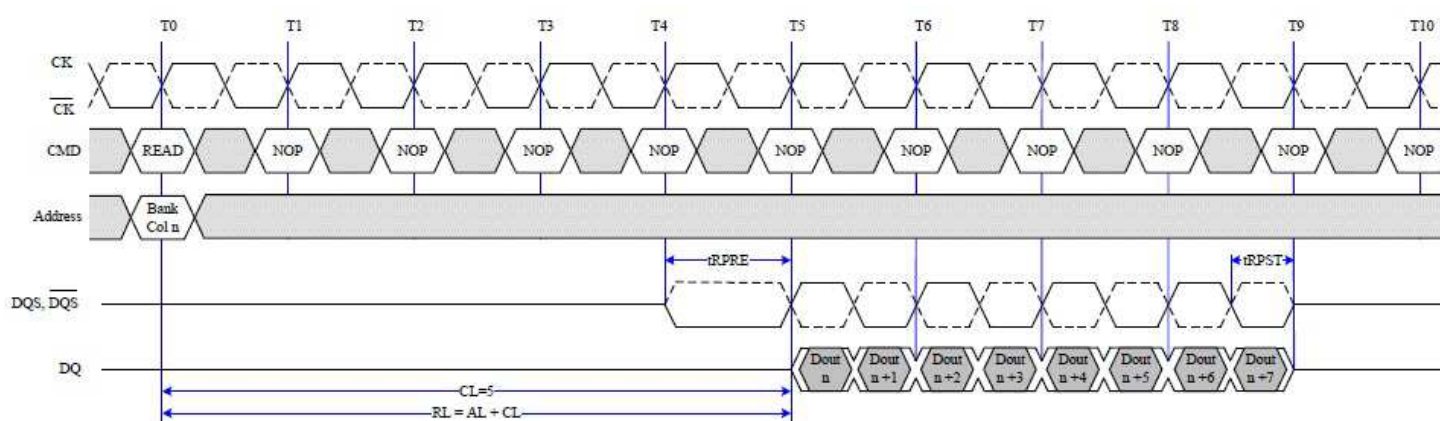 T0 T1 T2 T3 T4 T5 T6 T7 T8 T9 T10
CK
CK
CMD READ NOP NOP NOP NOP NOP NOP NOP NOP NOP NOP
Address Bank
Col n
tRPRE tRPST
DQS, DQS
DQ Dout n Dout n +1 Dout n +2 Dout n +3 Dout n +4 Dout n +5 Dout n +6 Dout n +7
CL=5
RL = AL + CL